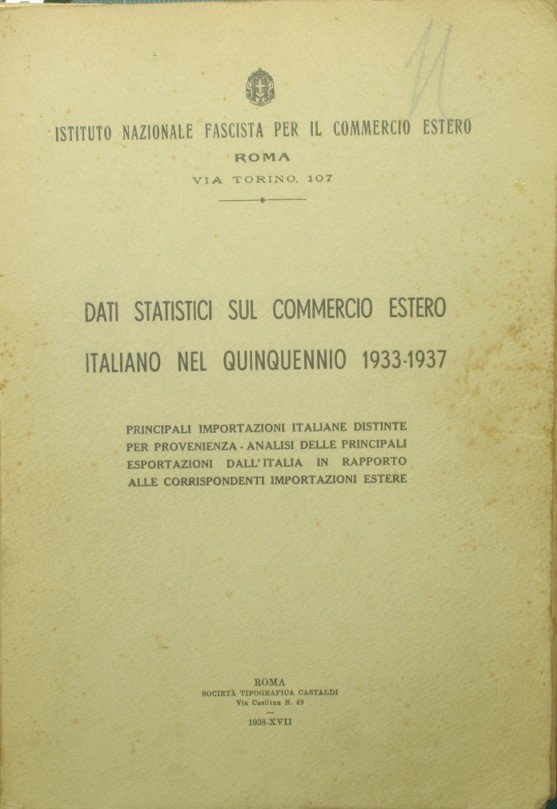 ISTITUTO NAZIONALE FASCISTA PER IL COMMERCIO ESTERO
ROMA
VIA TORINO, 107
DATI STATISTICI SUL COMMERCIO ESTERO
ITALIANO NEL QUINQUENNIO 1933-1937
PRINCIPALI IMPORTAZIONI ITALIANE DISTINTE
PER PROVENIENZA - ANALISI DELLE PRINCIPALI
ESPORTAZIONI DALL'ITALIA IN RAPPORTO
ALLE CORRISPONDENTI IMPORTAZIONI ESTERE
ROMA
SOCIETÀ TIPOGRAFICA CASTALDI
Via Casilina N. 49
1938-XVII